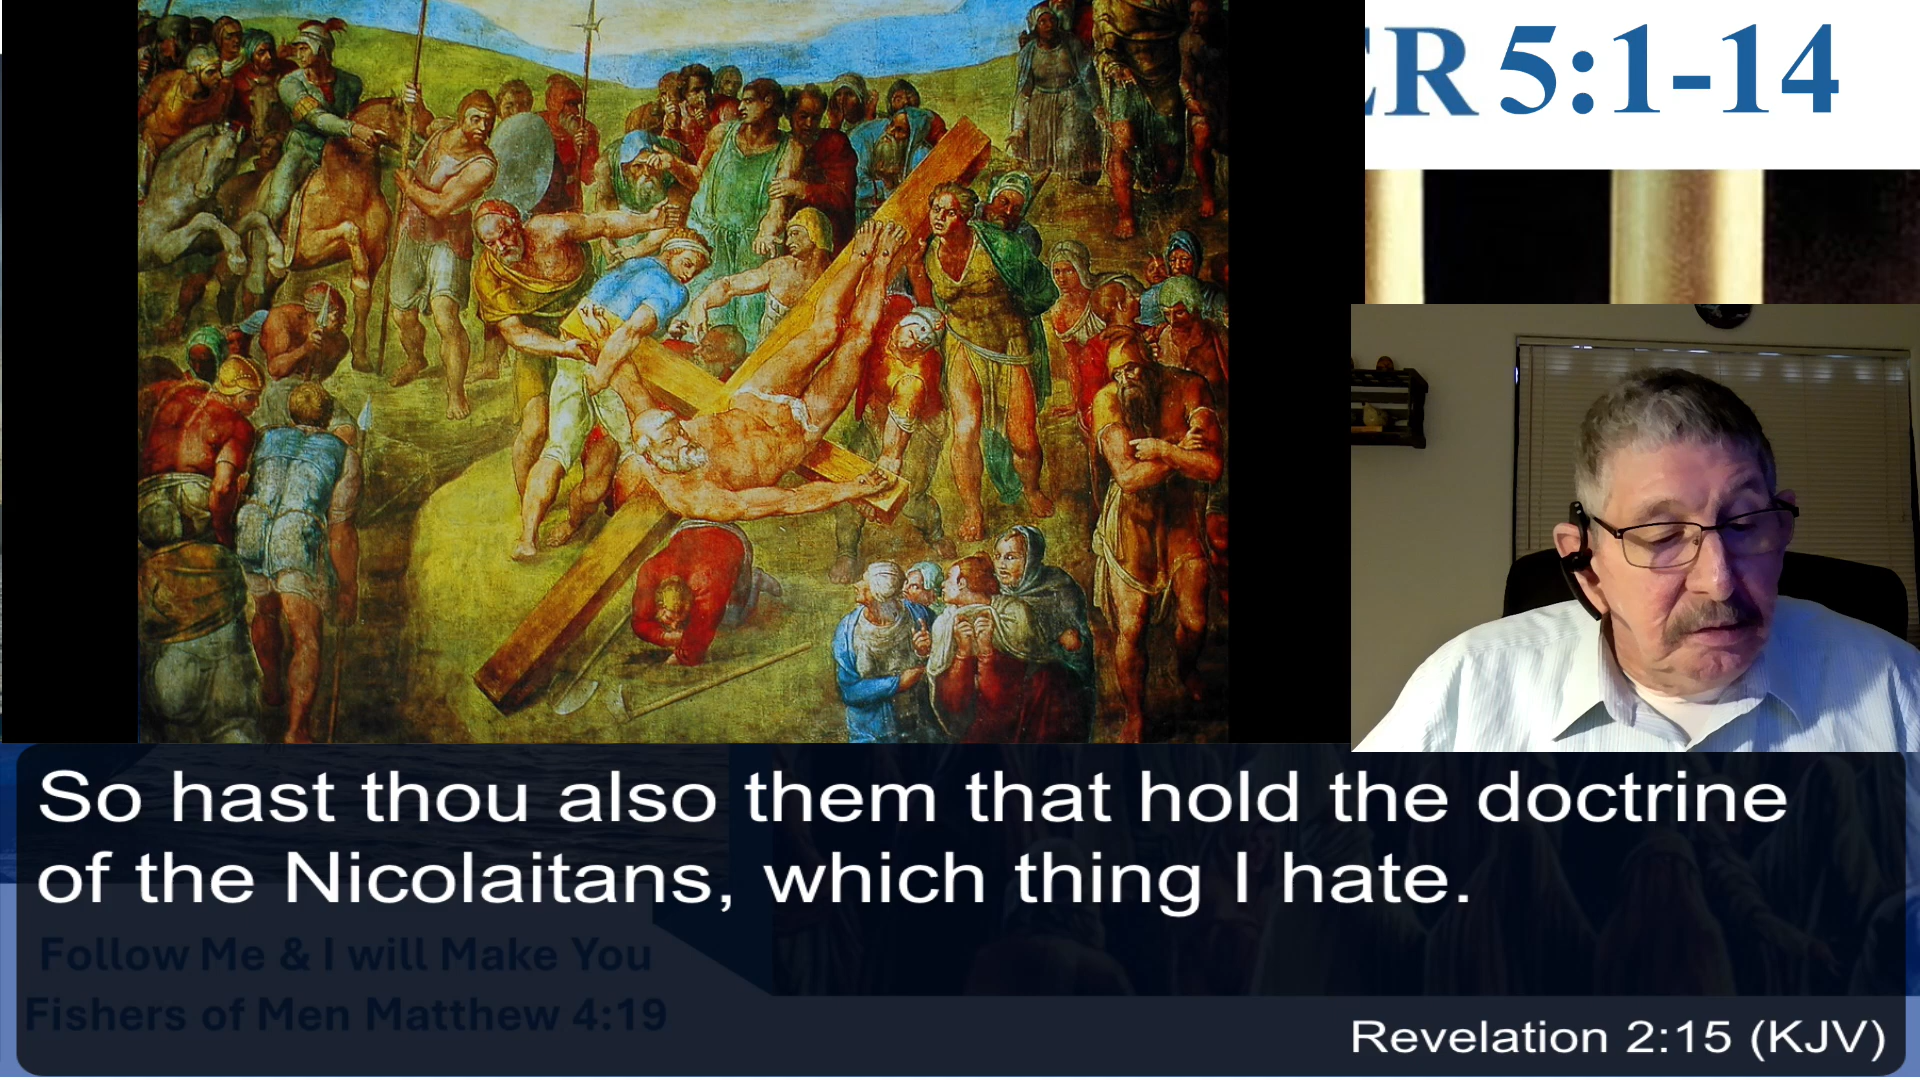 ER 5:1-14
So hast thou also them that hold the doctrine
of the Nicolaitans, which thing I hate.
Follow Me & I will Make You
Fishers of Men Matthew 4:19
Revelation 2:15 (KJV)